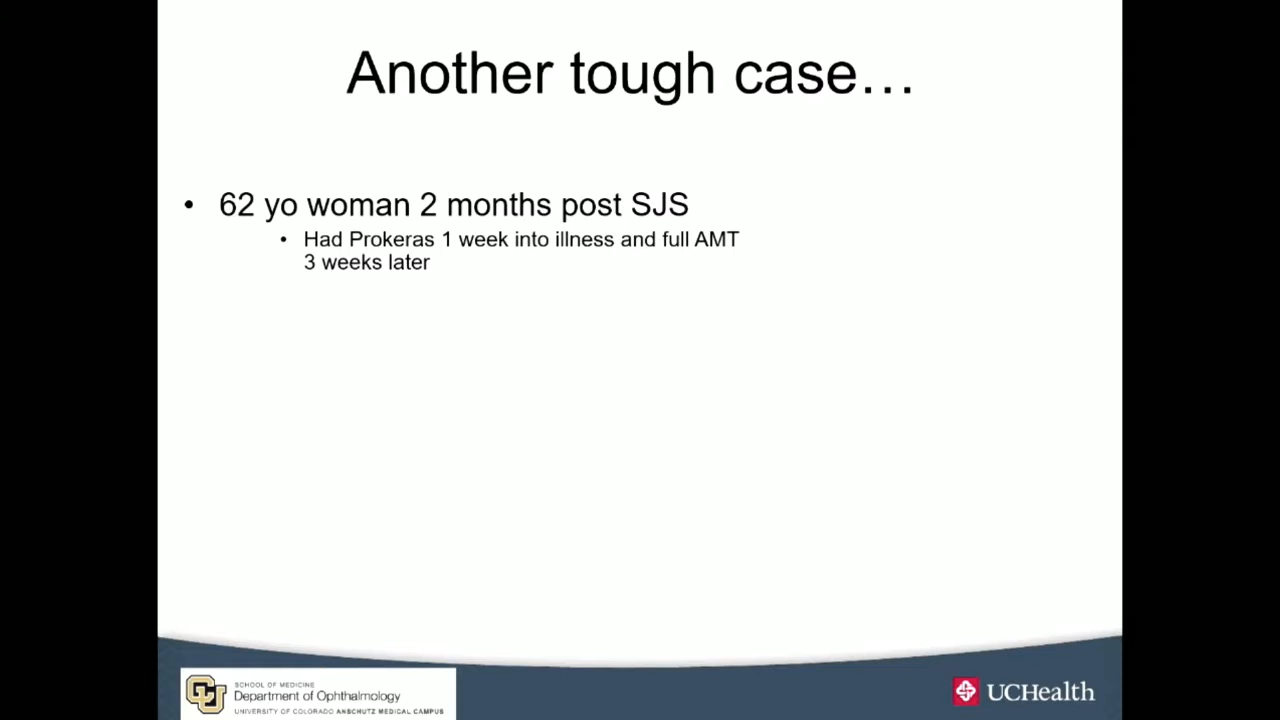 Another tough case…
• 62 yo woman 2 months post SJS
• Had Prokeras 1 week into illness and full AMT
3 weeks later
SCHOOL OF MEDICINE
Department of Ophthalmology
UNIVERSITY OF COLORADO ANSCHUTZ MEDICAL CAMPUS
UCHealth